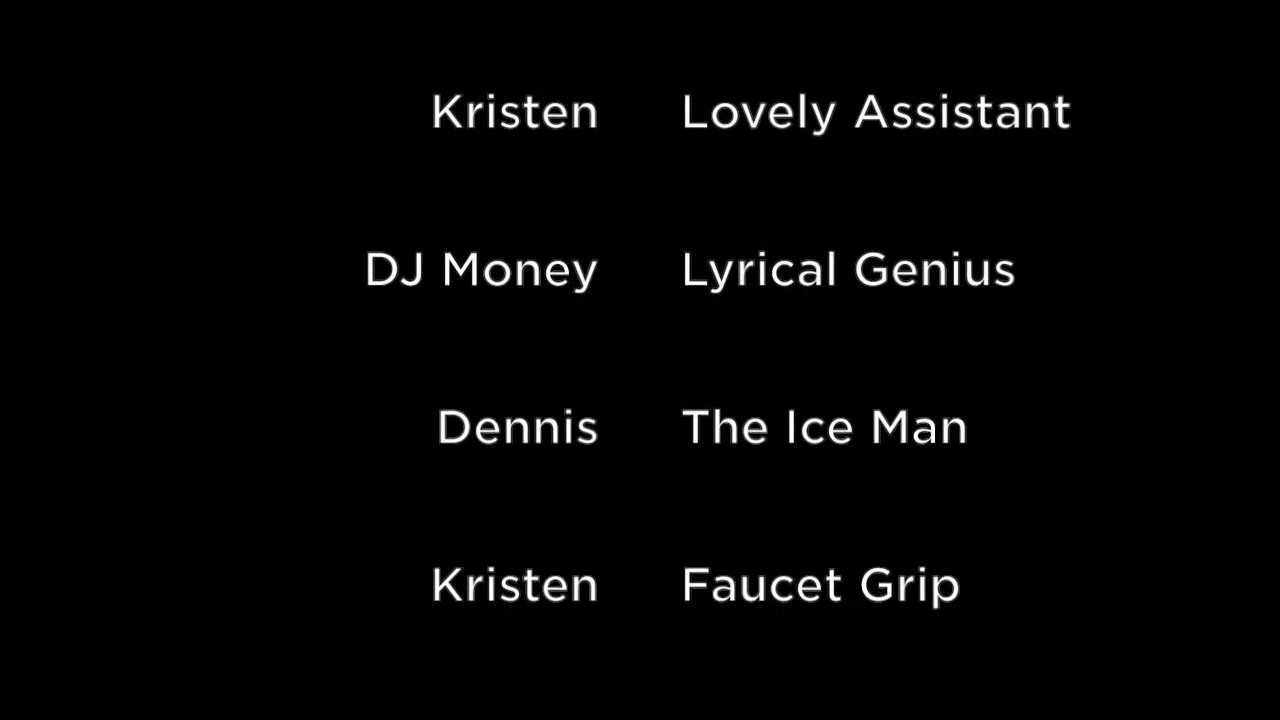 Kristen Lovely Assistant
DJ Money Lyrical Genius
Dennis The Ice Man
Kristen Faucet Grip